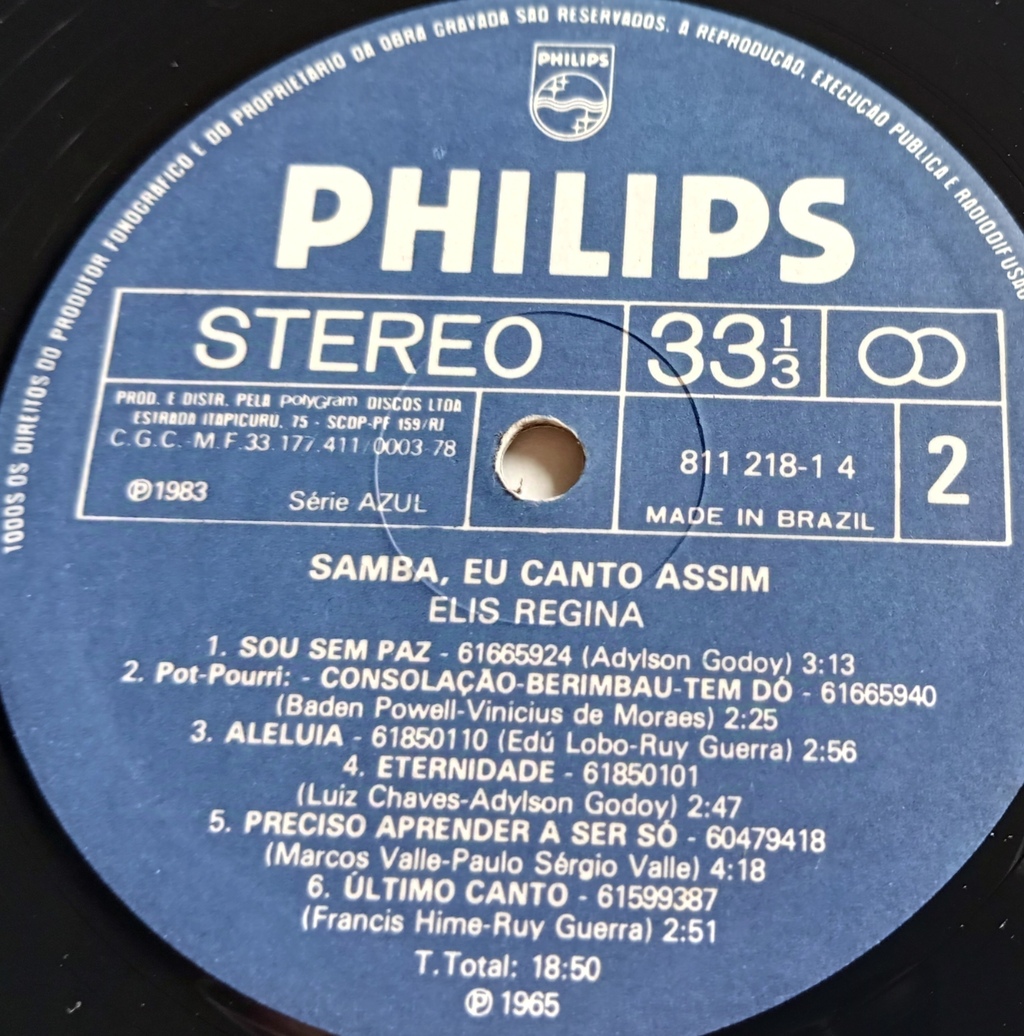 TODOS OS DIREITOS DO PRODUTOR FONOGRÁFICO E DO PROPRIETÁRIO DA OBRA GRAVADA SÃO RESERVADOS. A REPRODUÇÃO, EXECUÇÃO PÚBLICA E RADIODIFUSÃO
PHILIPS
PHILIPS
STEREO
33 1/3
PROD. E DISTR. PELA PolyGram DISCOS LTDA
ESTRADA ITAPICURU, 75 - SCDP-PF 159/RJ
C.G.C.-M.F.33.177.411/0003-78
℗1983 Série AZUL
811 218-1 4
MADE IN BRAZIL
2
SAMBA, EU CANTO ASSIM
ELIS REGINA
1. SOU SEM PAZ - 61665924 (Adylson Godoy) 3:13
2. Pot-Pourri: - CONSOLAÇÃO-BERIMBAU-TEM DÓ - 61665940
(Baden Powell-Vinicius de Moraes) 2:25
3. ALELUIA - 61850110 (Edú Lobo-Ruy Guerra) 2:56
4. ETERNIDADE - 61850101
(Luiz Chaves-Adylson Godoy) 2:47
5. PRECISO APRENDER A SER SÓ - 60479418
(Marcos Valle-Paulo Sérgio Valle) 4:18
6. ÚLTIMO CANTO - 61599387
(Francis Hime-Ruy Guerra) 2:51
T.Total: 18:50
℗ 1965